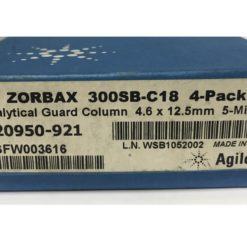 ZORBAX 300SB-C18 4-Pack
alytical Guard Column 4.6 x 12.5mm 5-Mi
20950-921
SFW003616
L.N. WSB1052002 MADE IN
Agile